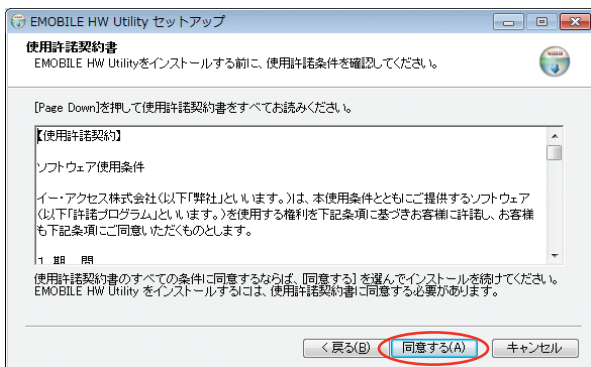 EMOBILE HW Utility セットアップ
使用許諾契約書
EMOBILE HW Utilityをインストールする前に、使用許諾条件を確認してください。
[Page Down]を押して使用許諾契約書をすべてお読みください。
【使用許諾契約】
ソフトウェア使用条件
イー・アクセス株式会社(以下「弊社」といいます。)は、本使用条件とともにご提供するソフトウェア
(以下「許諾プログラム」といいます。)を使用する権利を下記条項に基づきお客様に許諾し、お客様
も下記条項にご同意いただくものとします。
1 期 間
使用許諾契約書のすべての条件に同意するならば、[同意する] を選んでインストールを続けてください。
EMOBILE HW Utility をインストールするには、使用許諾契約書に同意する必要があります。
< 戻る(B)
同意する(A)
キャンセル